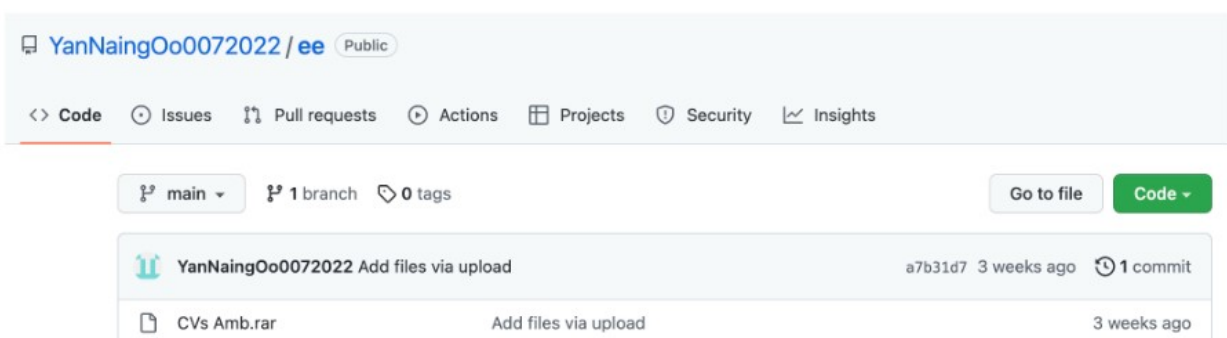 YanNaingOo0072022 / ee Public
Code Issues Pull requests Actions Projects Security Insights
main 1 branch 0 tags Go to file Code
YanNaingOo0072022 Add files via upload a7b31d7 3 weeks ago 1 commit
CVs Amb.rar Add files via upload 3 weeks ago